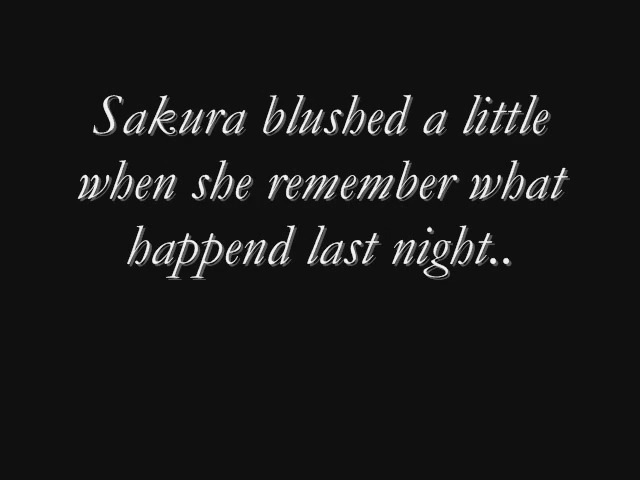 Sakura blushed a little
when she remember what
happend last night..